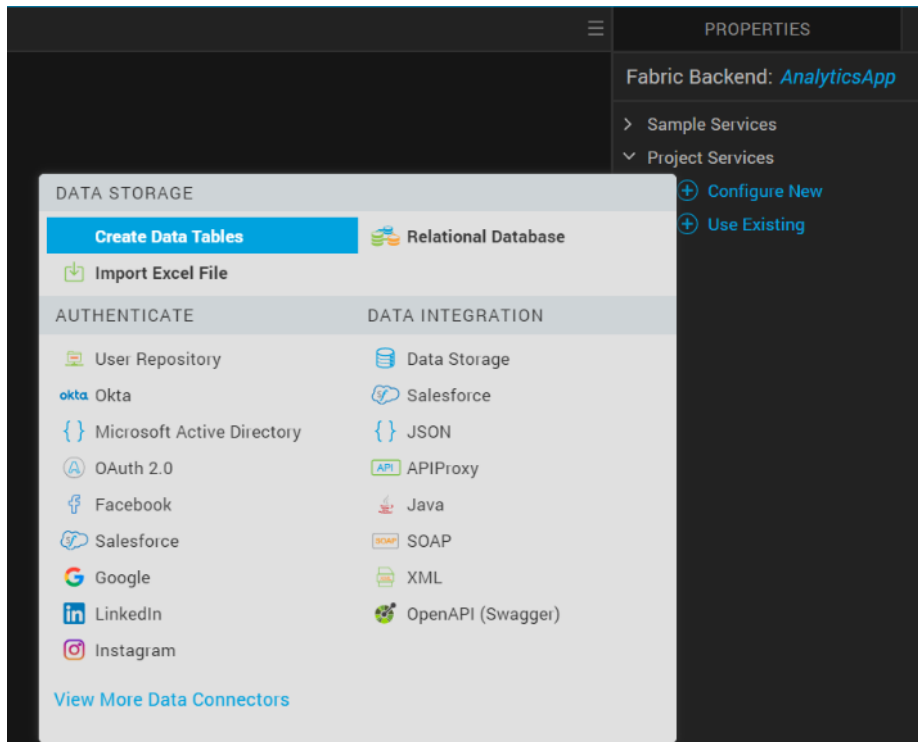 PROPERTIES
Fabric Backend: AnalyticsApp
Sample Services
Project Services
Configure New
Use Existing
DATA STORAGE
Create Data Tables
Relational Database
Import Excel File
AUTHENTICATE
User Repository
okta Okta
Microsoft Active Directory
OAuth 2.0
Facebook
Salesforce
Google
LinkedIn
Instagram
DATA INTEGRATION
Data Storage
Salesforce
JSON
API APIProxy
Java
SOAP SOAP
XML
OpenAPI (Swagger)
View More Data Connectors